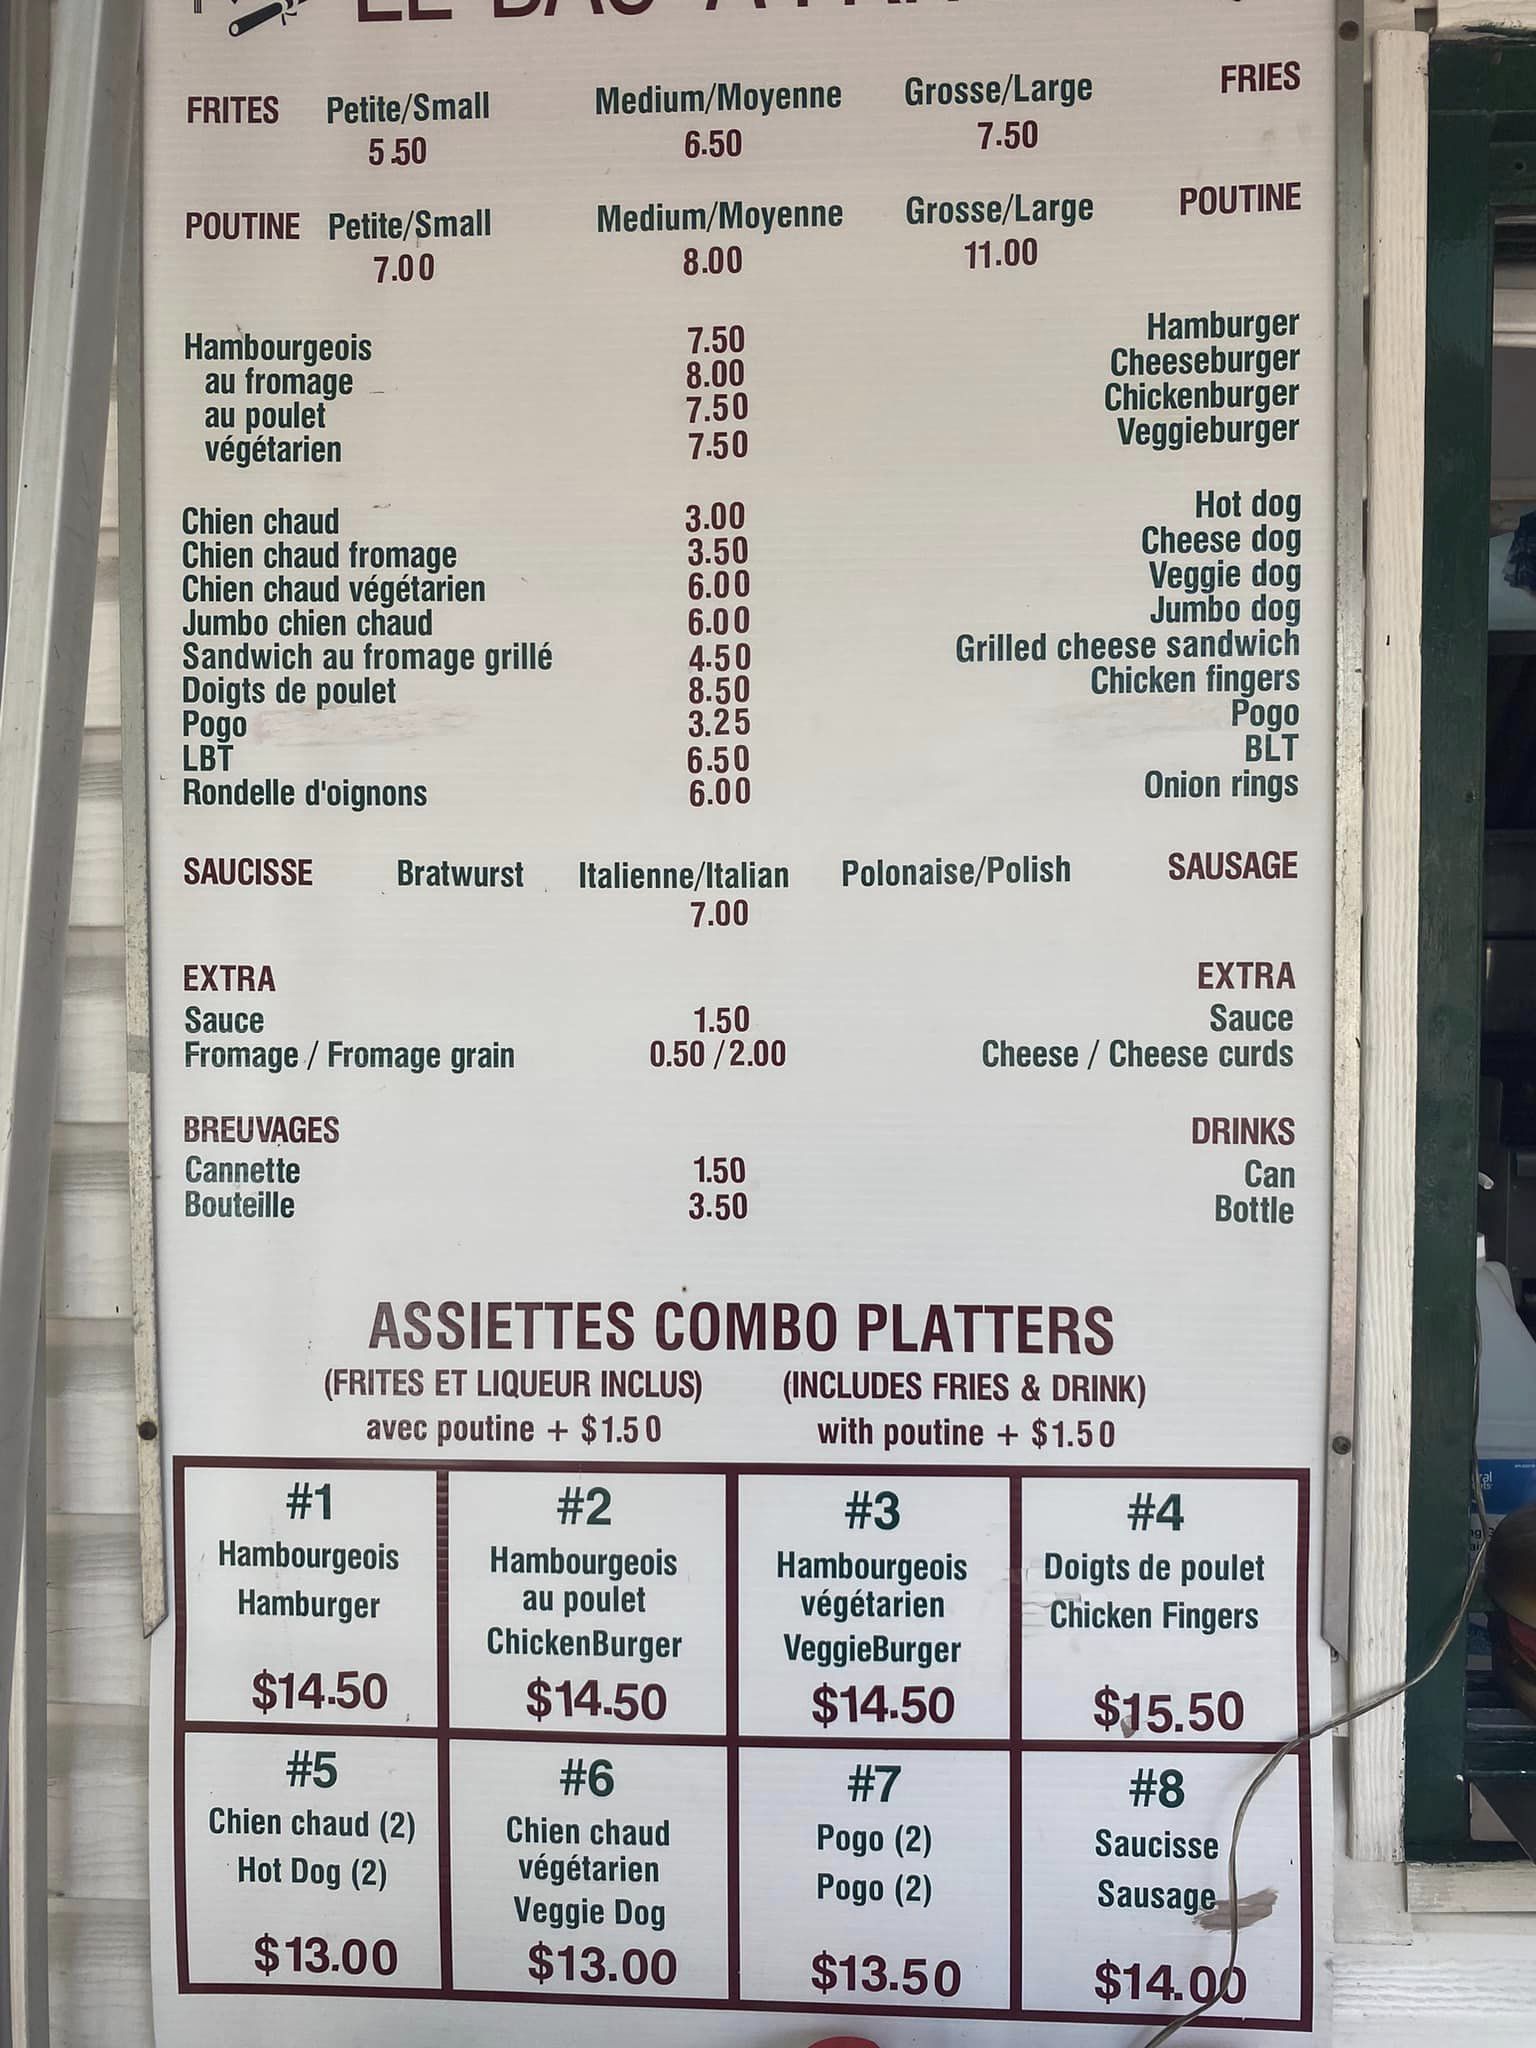 FRITES Petite/Small Medium/Moyenne Grosse/Large FRIES
5.50 6.50 7.50
POUTINE Petite/Small Medium/Moyenne Grosse/Large POUTINE
7.00 8.00 11.00
Hambourgeois 7.50 Hamburger
au fromage 8.00 Cheeseburger
au poulet 7.50 Chickenburger
végétarien 7.50 Veggieburger
Chien chaud 3.00 Hot dog
Chien chaud fromage 3.50 Cheese dog
Chien chaud végétarien 6.00 Veggie dog
Jumbo chien chaud 6.00 Jumbo dog
Sandwich au fromage grillé 4.50 Grilled cheese sandwich
Doigts de poulet 8.50 Chicken fingers
Pogo 3.25 Pogo
LBT 6.50 BLT
Rondelle d'oignons 6.00 Onion rings
SAUCISSE Bratwurst Italienne/Italian Polonaise/Polish SAUSAGE
7.00
EXTRA EXTRA
Sauce 1.50 Sauce
Fromage / Fromage grain 0.50 / 2.00 Cheese / Cheese curds
BREUVAGES DRINKS
Cannette 1.50 Can
Bouteille 3.50 Bottle
ASSIETTES COMBO PLATTERS
(FRITES ET LIQUEUR INCLUS) (INCLUDES FRIES & DRINK)
avec poutine + $1.50 with poutine + $1.50
#1
Hambourgeois
Hamburger
$14.50
#2
Hambourgeois
au poulet
ChickenBurger
$14.50
#3
Hambourgeois
végétarien
VeggieBurger
$14.50
#4
Doigts de poulet
Chicken Fingers
$15.50
#5
Chien chaud (2)
Hot Dog (2)
$13.00
#6
Chien chaud
végétarien
Veggie Dog
$13.00
#7
Pogo (2)
Pogo (2)
$13.50
#8
Saucisse
Sausage
$14.00